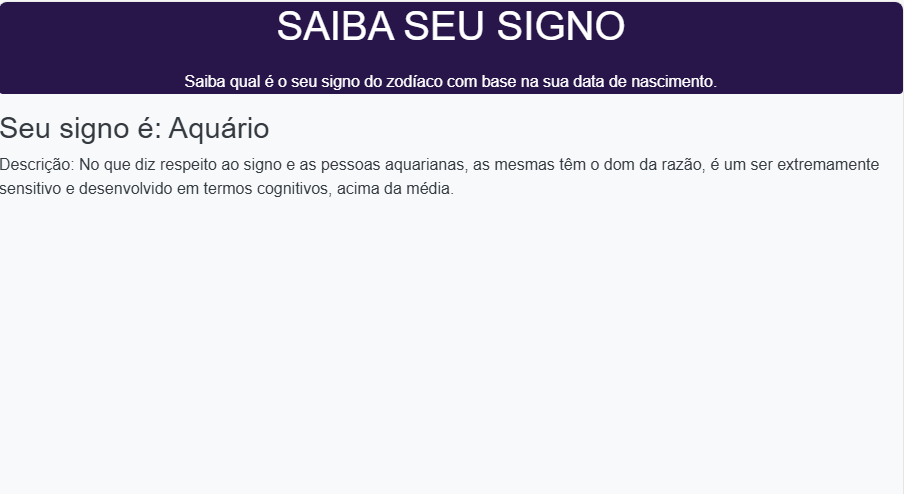 SAIBA SEU SIGNO
Saiba qual é o seu signo do zodíaco com base na sua data de nascimento.
Seu signo é: Aquário
Descrição: No que diz respeito ao signo e as pessoas aquarianas, as mesmas têm o dom da razão, é um ser extremamente
sensitivo e desenvolvido em termos cognitivos, acima da média.